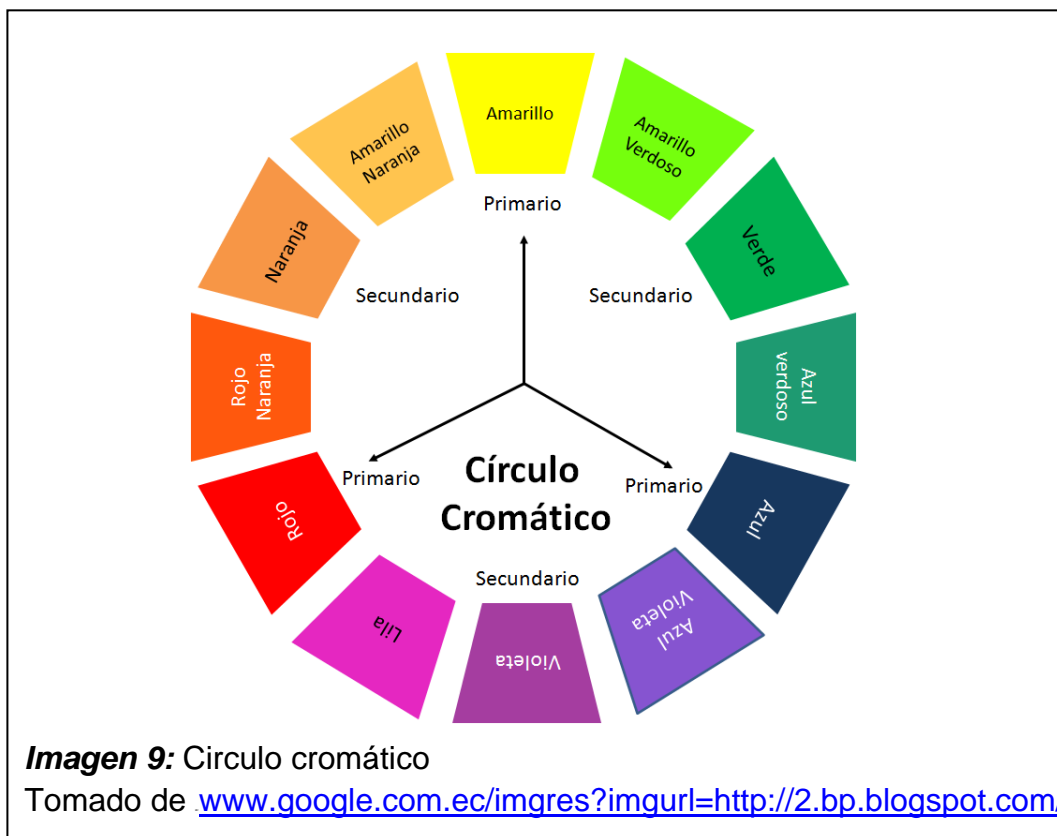 Amarillo
Amarillo
Verdoso
Verde
Azul
verdoso
Azul
Azul
Violeta
Violeta
Lila
Rojo
Rojo
Naranja
Naranja
Amarillo
Naranja
Primario
Secundario
Secundario
Primario
Primario
Círculo
Cromático
Secundario
Imagen 9: Circulo cromático
Tomado de .www.google.com.ec/imgres?imgurl=http://2.bp.blogspot.com/